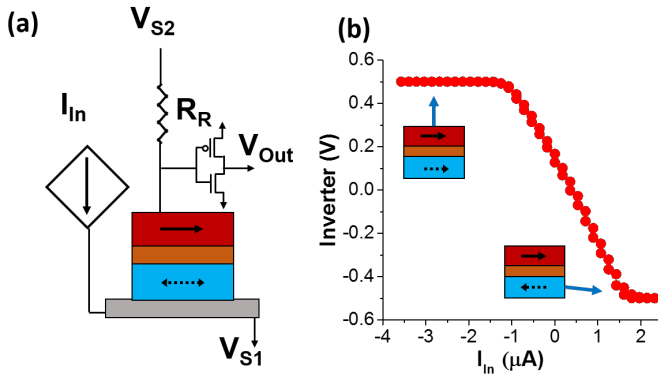 (a)
V_S2
I_In
R_R
V_Out
V_S1
(b)
0.6
0.4
0.2
0.0
-0.2
-0.4
-0.6
Inverter (V)
-4 -3 -2 -1 0 1 2
I_In (μA)